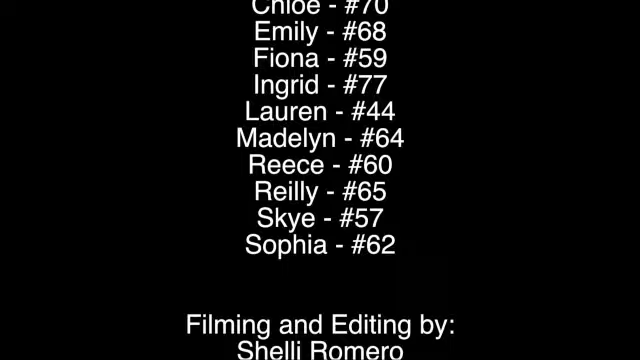 Chloe - #70
Emily - #68
Fiona - #59
Ingrid - #77
Lauren - #44
Madelyn - #64
Reece - #60
Reilly - #65
Skye - #57
Sophia - #62
Filming and Editing by:
Shelli Romero